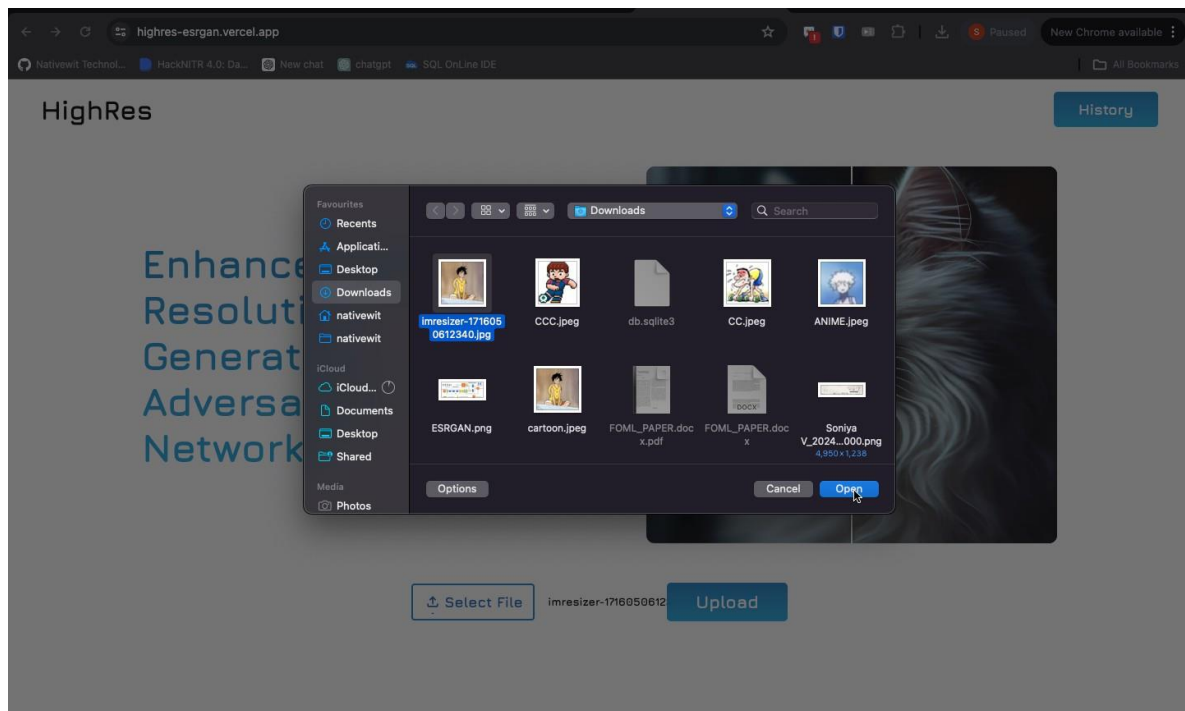 highres-esrgan.vercel.app
S Paused
New Chrome available
Nativewit Technol...
HackNITR 4.0: Da...
New chat
chatgpt
SQL OnLine IDE
All Bookmarks
HighRes
History
Enhance
Resoluti
Generat
Adversa
Network
Favourites
Recents
Applicati...
Desktop
Downloads
nativewit
nativewit
iCloud
iCloud...
Documents
Desktop
Shared
Media
Photos
Downloads
Search
imresizer-171605
0612340.jpg
CCC.jpeg
db.sqlite3
CC.jpeg
ANIME.jpeg
ESRGAN.png
cartoon.jpeg
FOML_PAPER.doc
x.pdf
DOCX
FOML_PAPER.doc
x
Soniya
V_2024...000.png
4,950×1,238
Options
Cancel
Open
Select File
imresizer-1716050612
Upload